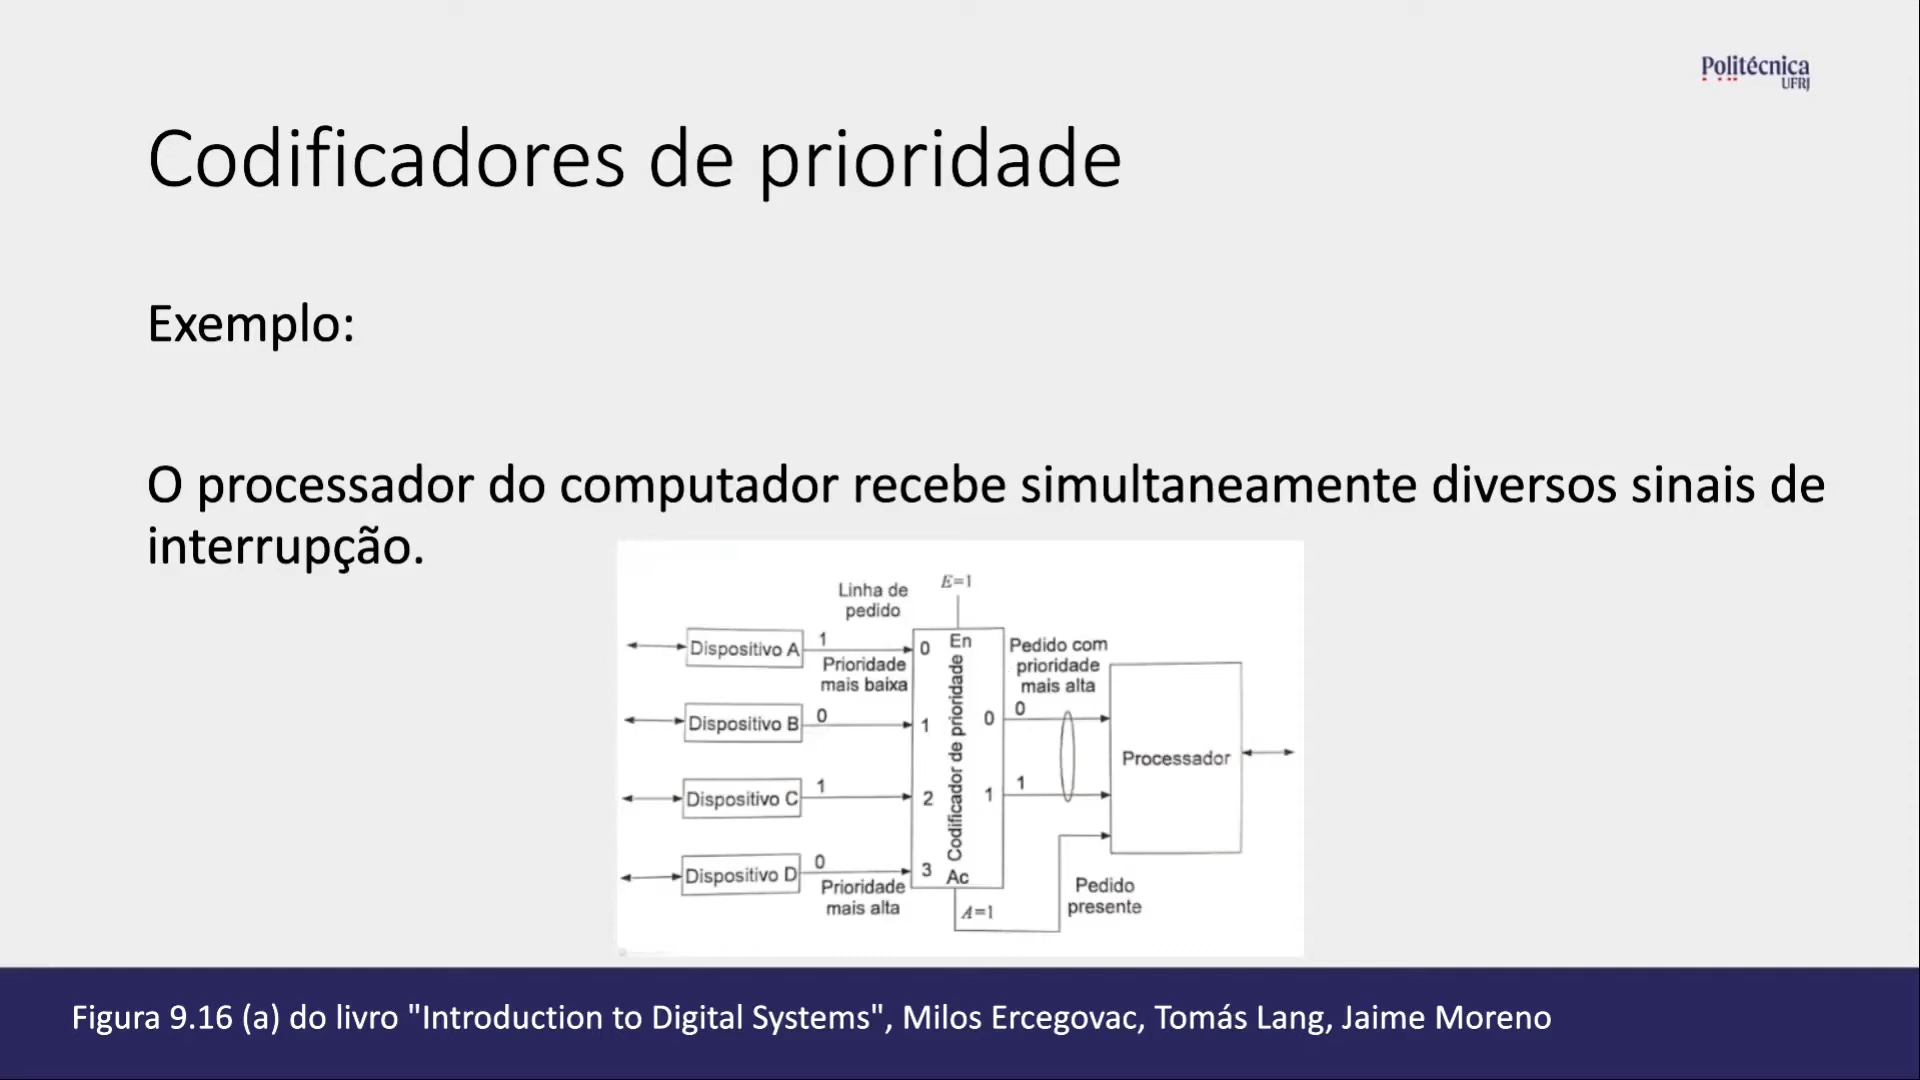 Politécnica
UFRJ
Codificadores de prioridade
Exemplo:
O processador do computador recebe simultaneamente diversos sinais de
interrupção.
Linha de
pedido
E=1
Dispositivo A
1
Prioridade
mais baixa
0
En
Pedido com
prioridade
mais alta
Dispositivo B
0
1
Codificador de prioridade
0
0
Processador
Dispositivo C
1
2
1
1
Dispositivo D
0
Prioridade
mais alta
3
Ac
A=1
Pedido
presente
Figura 9.16 (a) do livro "Introduction to Digital Systems", Milos Ercegovac, Tomás Lang, Jaime Moreno